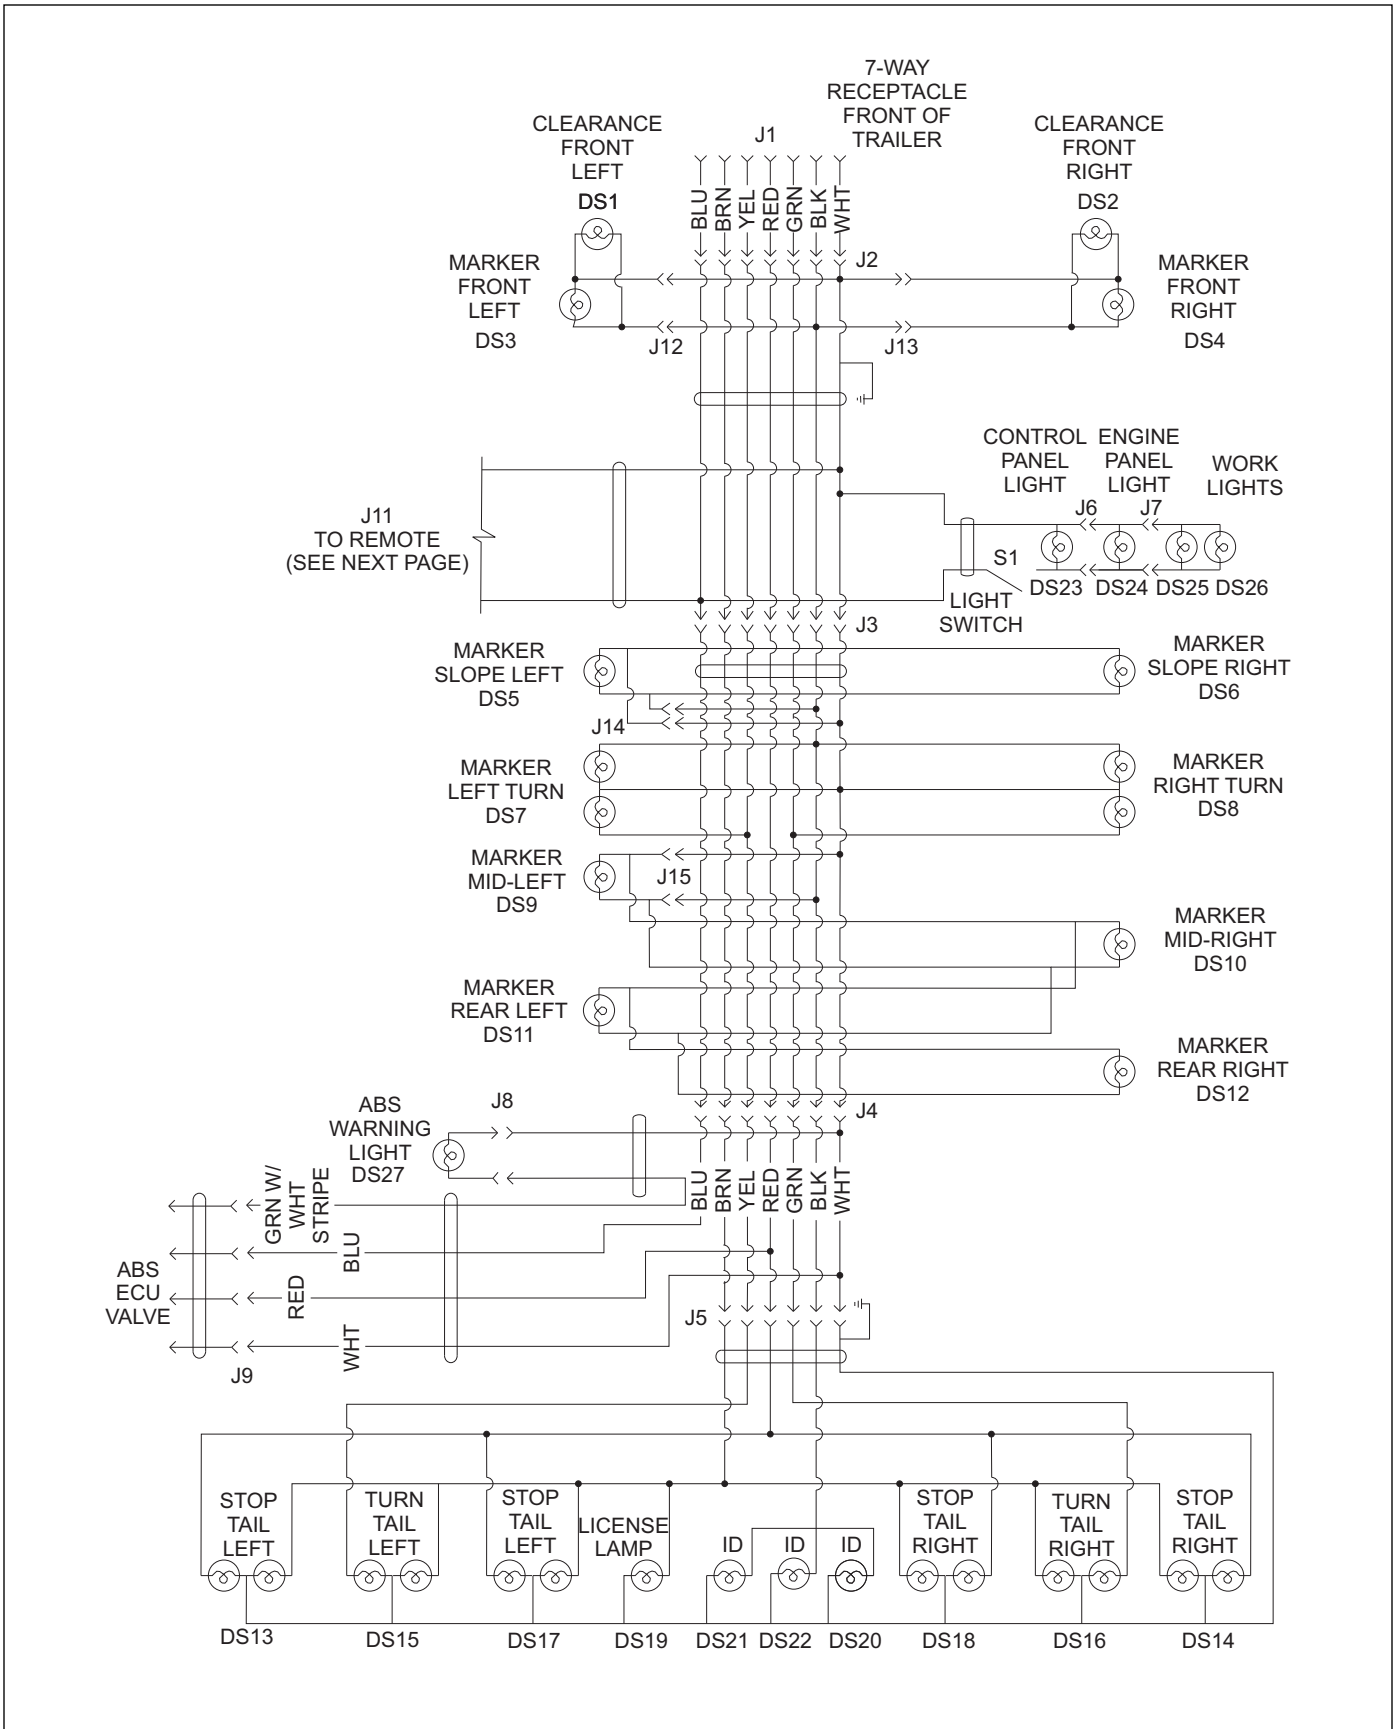 7-WAY
RECEPTACLE
FRONT OF
TRAILER
J1
CLEARANCE
FRONT
LEFT
DS1
CLEARANCE
FRONT
RIGHT
DS2
BLU
BRN
YEL
RED
GRN
BLK
WHT
J2
MARKER
FRONT
LEFT
DS3
MARKER
FRONT
RIGHT
DS4
J12
J13
CONTROL
PANEL
LIGHT
ENGINE
PANEL
LIGHT
WORK
LIGHTS
J6
J7
J11
TO REMOTE
(SEE NEXT PAGE)
S1
LIGHT
SWITCH
DS23
DS24
DS25
DS26
J3
MARKER
SLOPE LEFT
DS5
MARKER
SLOPE RIGHT
DS6
J14
MARKER
LEFT TURN
DS7
MARKER
RIGHT TURN
DS8
MARKER
MID-LEFT
DS9
J15
MARKER
MID-RIGHT
DS10
MARKER
REAR LEFT
DS11
MARKER
REAR RIGHT
DS12
J4
ABS
WARNING
LIGHT
DS27
J8
BLU
BRN
YEL
RED
GRN
BLK
WHT
GRN W/
WHT
STRIPE
BLU
RED
WHT
ABS
ECU
VALVE
J9
J5
STOP
TAIL
LEFT
TURN
TAIL
LEFT
STOP
TAIL
LEFT
LICENSE
LAMP
ID
ID
ID
STOP
TAIL
RIGHT
TURN
TAIL
RIGHT
STOP
TAIL
RIGHT
DS13
DS15
DS17
DS19
DS21
DS22
DS20
DS18
DS16
DS14